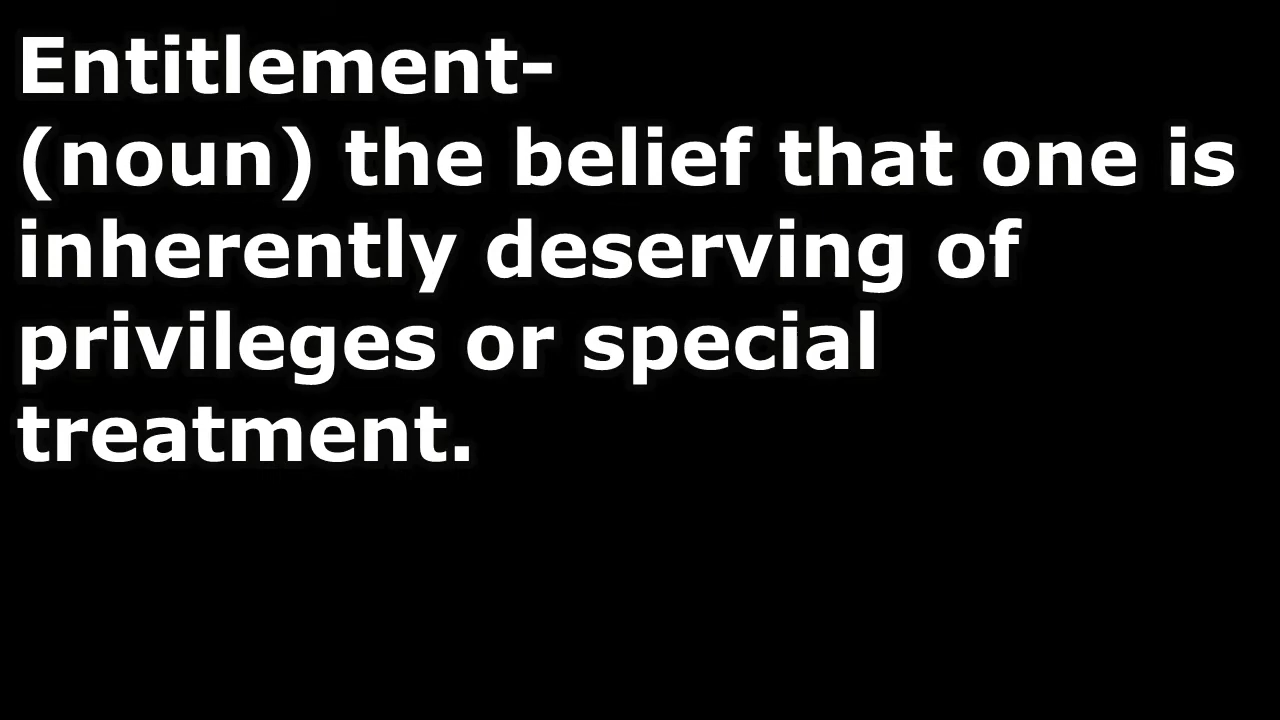 Entitlement-
(noun) the belief that one is
inherently deserving of
privileges or special
treatment.